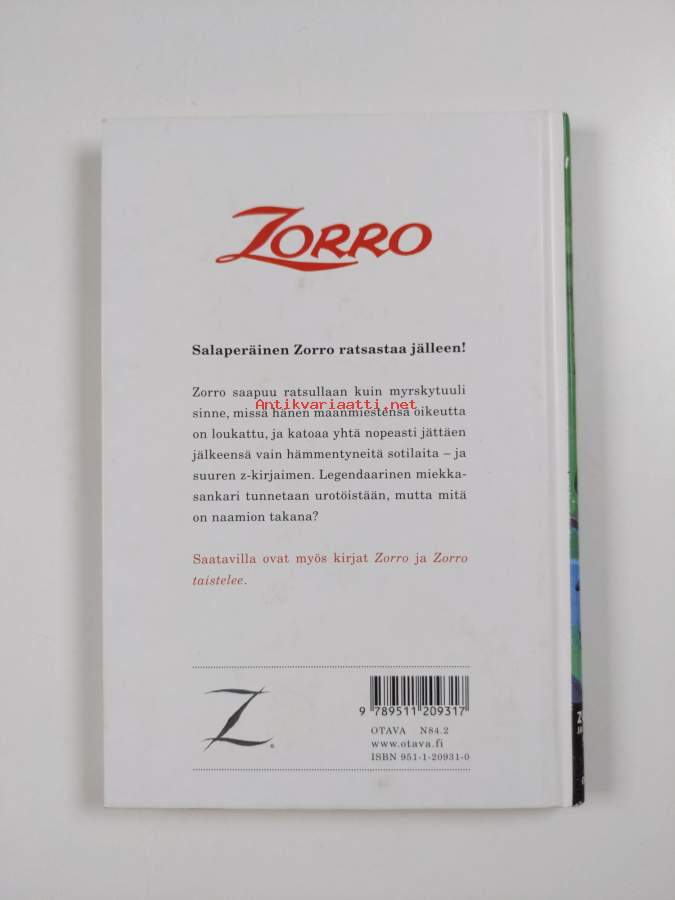 ZORRO
Salaperäinen Zorro ratsastaa jälleen!
Zorro saapuu ratsullaan kuin myrskytuuli
Antikvariaatti.net
sinne, missä hänen maanmiestensä oikeutta
on loukattu, ja katoaa yhtä nopeasti jättäen
jälkeensä vain hämmentyneitä sotilaita – ja
suuren z-kirjaimen. Legendaarinen miekka-
sankari tunnetaan urotöistään, mutta mitä
on naamion takana?
Saatavilla ovat myös kirjat Zorro ja Zorro
taistelee.
Z®
9 789511 209317
OTAVA N84.2
www.otava.fi
ISBN 951-1-20931-0